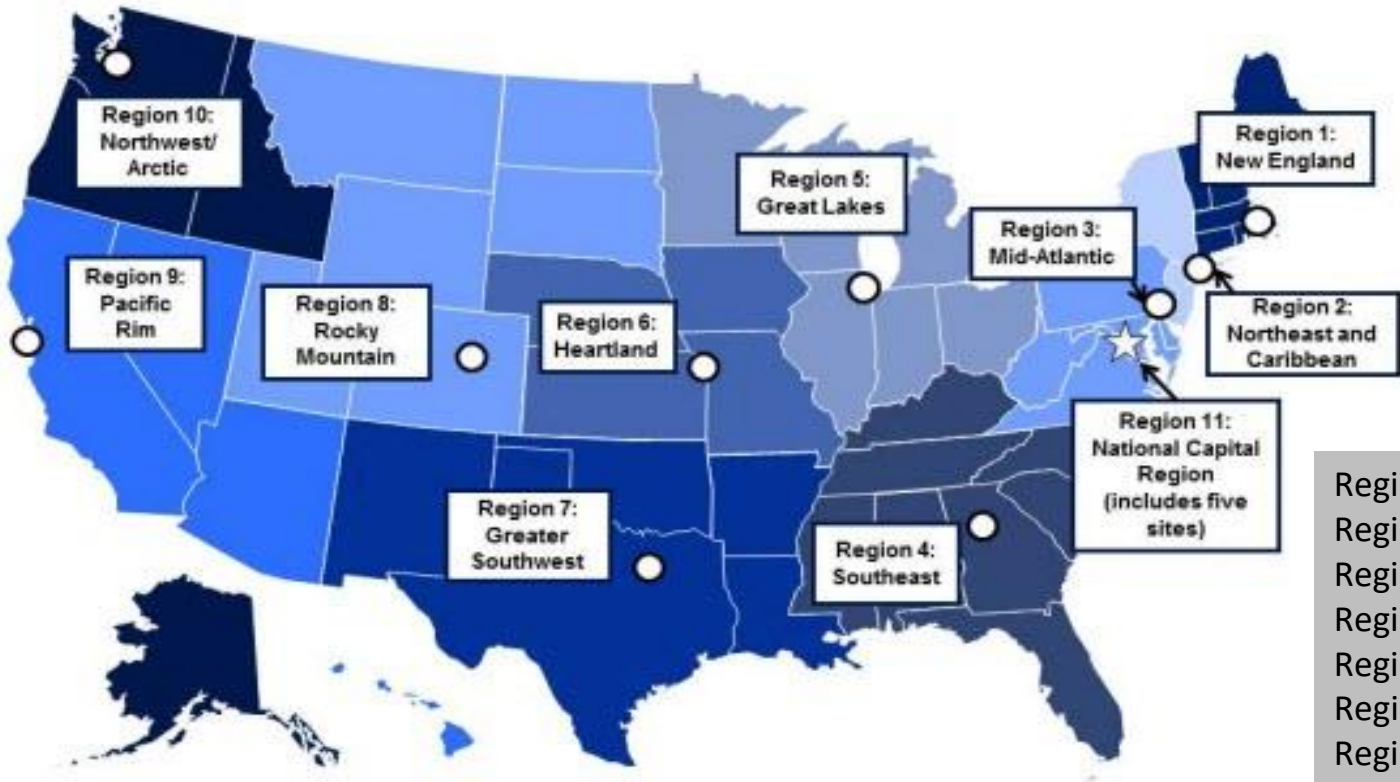 Region 10:
Northwest/
Arctic
Region 9:
Pacific
Rim
Region 8:
Rocky
Mountain
Region 6:
Heartland
Region 7:
Greater
Southwest
Region 5:
Great Lakes
Region 3:
Mid-Atlantic
Region 1:
New England
Region 2:
Northeast and
Caribbean
Region 11:
National Capital
Region
(includes five
sites)
Region 4:
Southeast
Regi
Regi
Regi
Regi
Regi
Regi
Regi